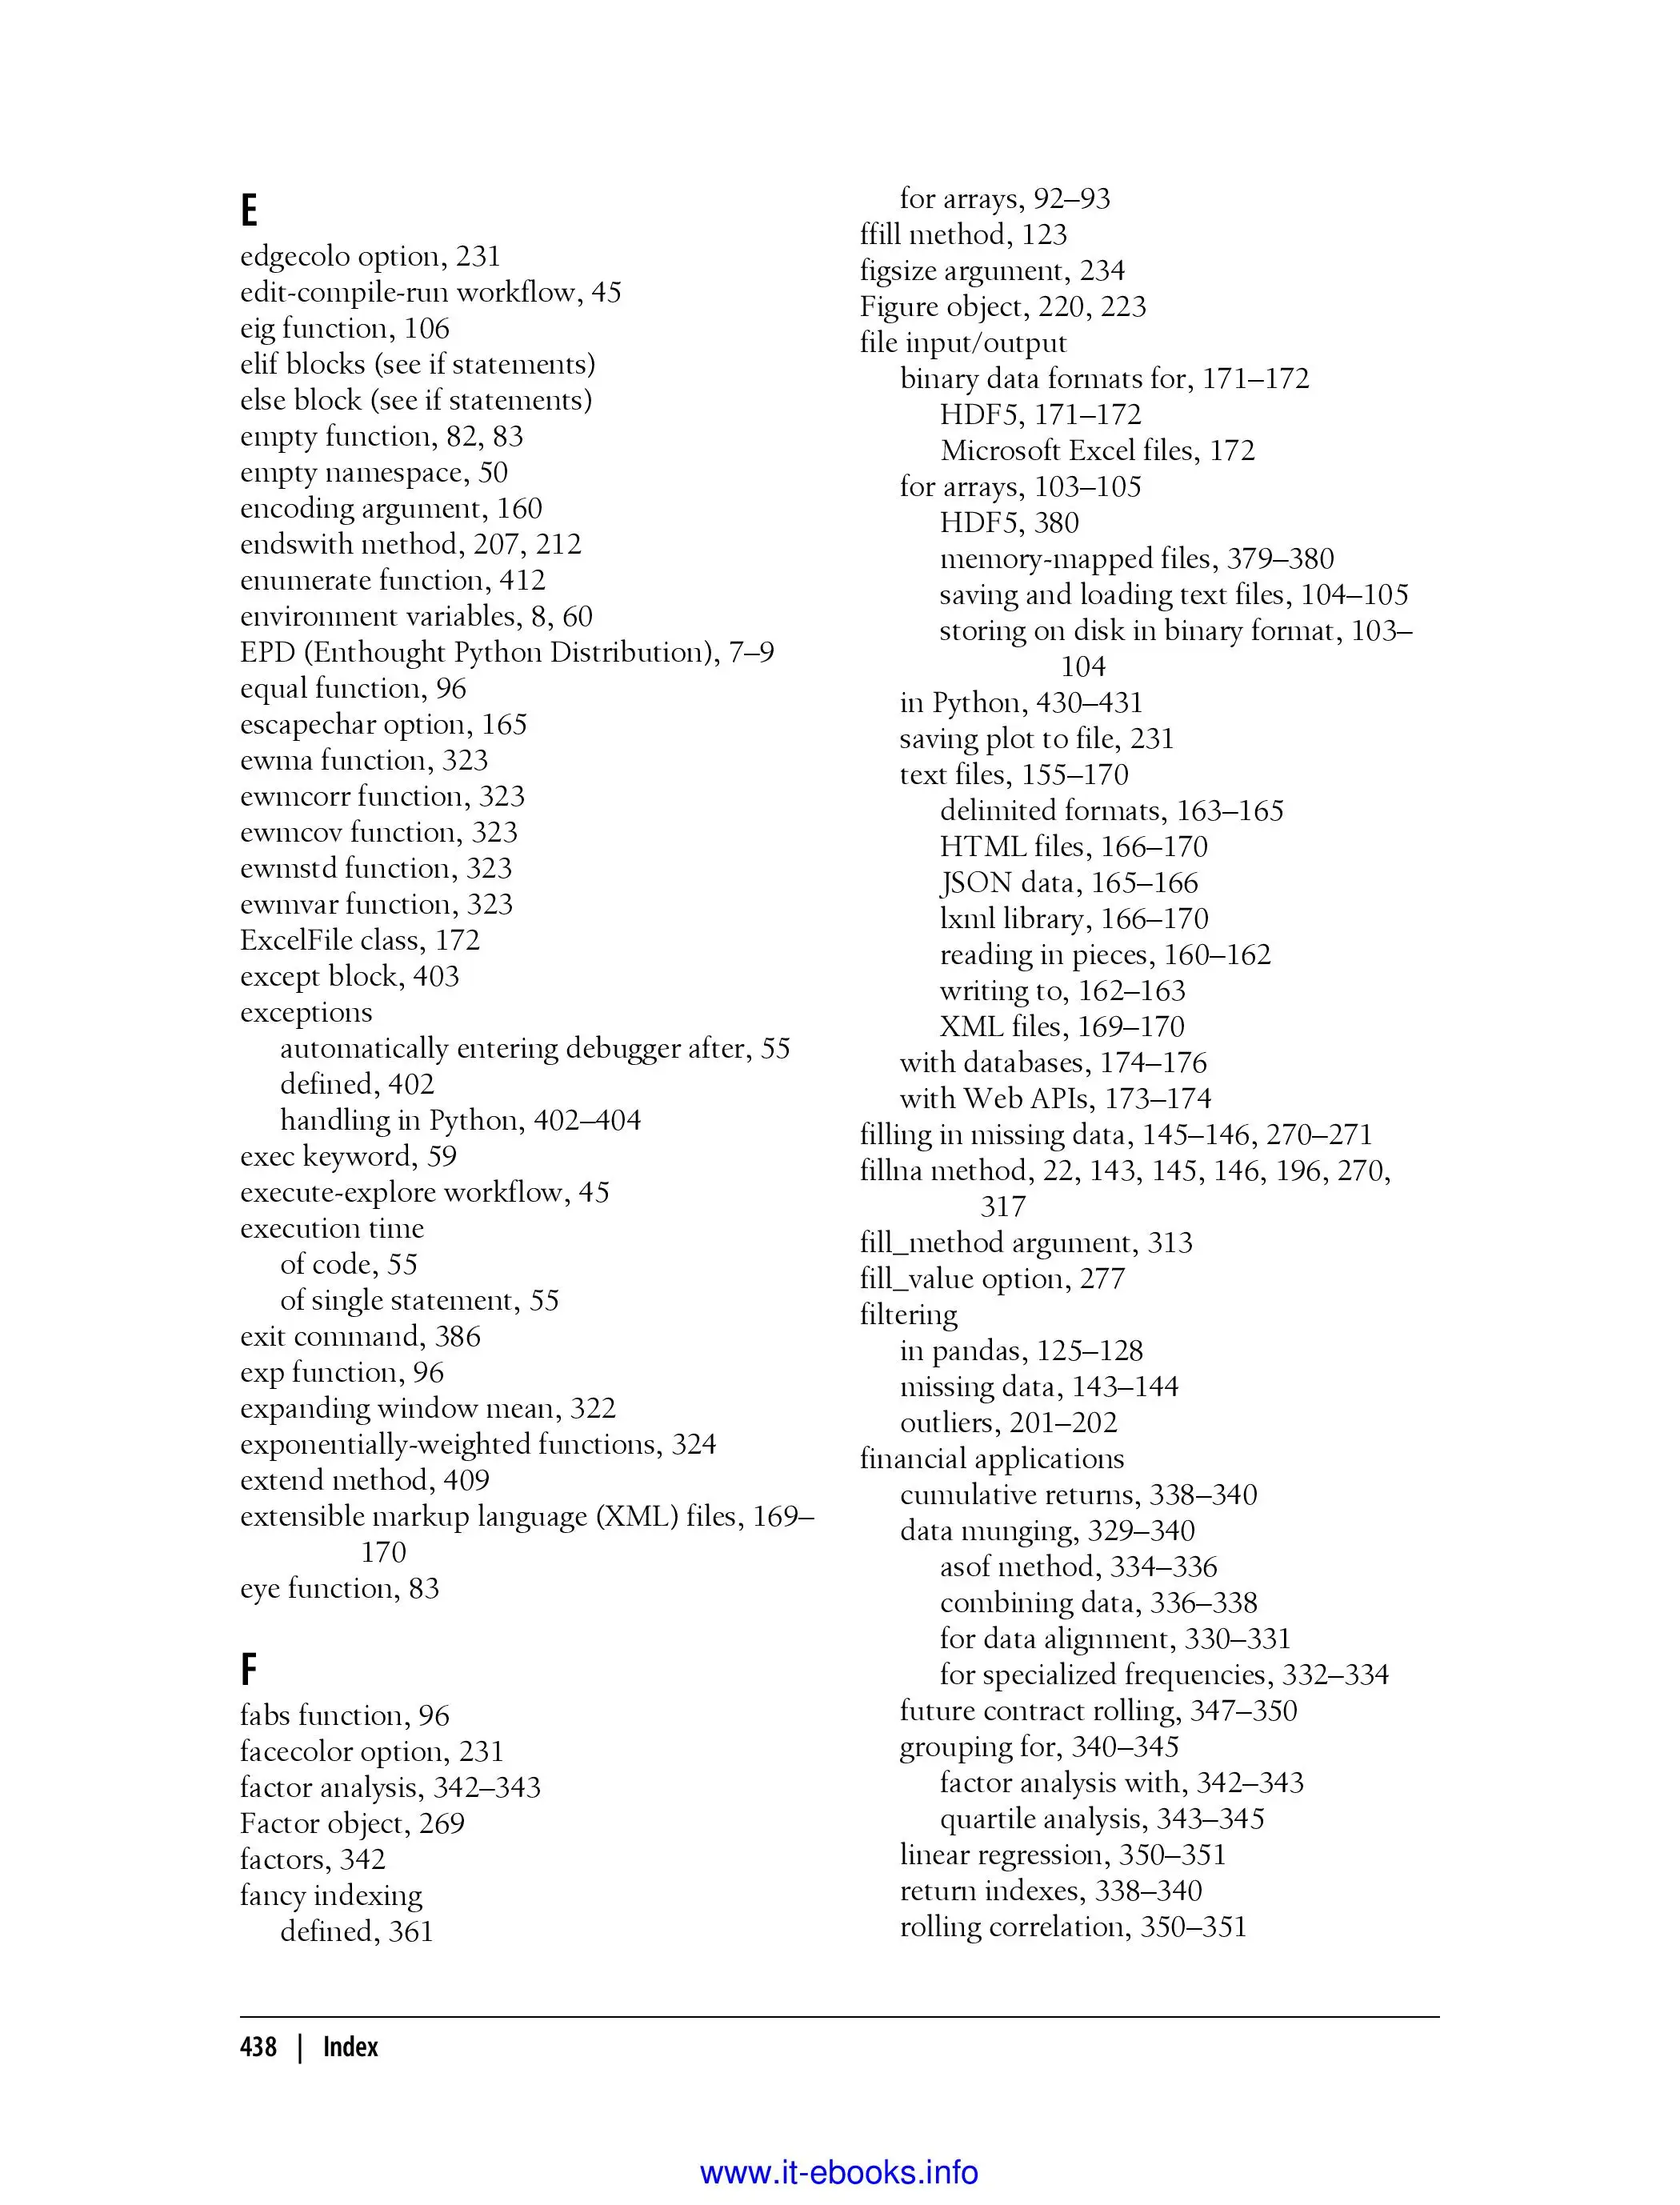 E
edgecolo option, 231
edit-compile-run workflow, 45
eig function, 106
elif blocks (see if statements)
else block (see if statements)
empty function, 82, 83
empty namespace, 50
encoding argument, 160
endswith method, 207, 212
enumerate function, 412
environment variables, 8, 60
EPD (Enthought Python Distribution), 7–9
equal function, 96
escapechar option, 165
ewma function, 323
ewmcorr function, 323
ewmcov function, 323
ewmstd function, 323
ewmvar function, 323
ExcelFile class, 172
except block, 403
exceptions
automatically entering debugger after, 55
defined, 402
handling in Python, 402–404
exec keyword, 59
execute-explore workflow, 45
execution time
of code, 55
of single statement, 55
exit command, 386
exp function, 96
expanding window mean, 322
exponentially-weighted functions, 324
extend method, 409
extensible markup language (XML) files, 169–
170
eye function, 83
F
fabs function, 96
facecolor option, 231
factor analysis, 342–343
Factor object, 269
factors, 342
fancy indexing
defined, 361
for arrays, 92–93
ffill method, 123
figsize argument, 234
Figure object, 220, 223
file input/output
binary data formats for, 171–172
HDF5, 171–172
Microsoft Excel files, 172
for arrays, 103–105
HDF5, 380
memory-mapped files, 379–380
saving and loading text files, 104–105
storing on disk in binary format, 103–
104
in Python, 430–431
saving plot to file, 231
text files, 155–170
delimited formats, 163–165
HTML files, 166–170
JSON data, 165–166
lxml library, 166–170
reading in pieces, 160–162
writing to, 162–163
XML files, 169–170
with databases, 174–176
with Web APIs, 173–174
filling in missing data, 145–146, 270–271
fillna method, 22, 143, 145, 146, 196, 270,
317
fill_method argument, 313
fill_value option, 277
filtering
in pandas, 125–128
missing data, 143–144
outliers, 201–202
financial applications
cumulative returns, 338–340
data munging, 329–340
asof method, 334–336
combining data, 336–338
for data alignment, 330–331
for specialized frequencies, 332–334
future contract rolling, 347–350
grouping for, 340–345
factor analysis with, 342–343
quartile analysis, 343–345
linear regression, 350–351
return indexes, 338–340
rolling correlation, 350–351
438 | Index
www.it-ebooks.info